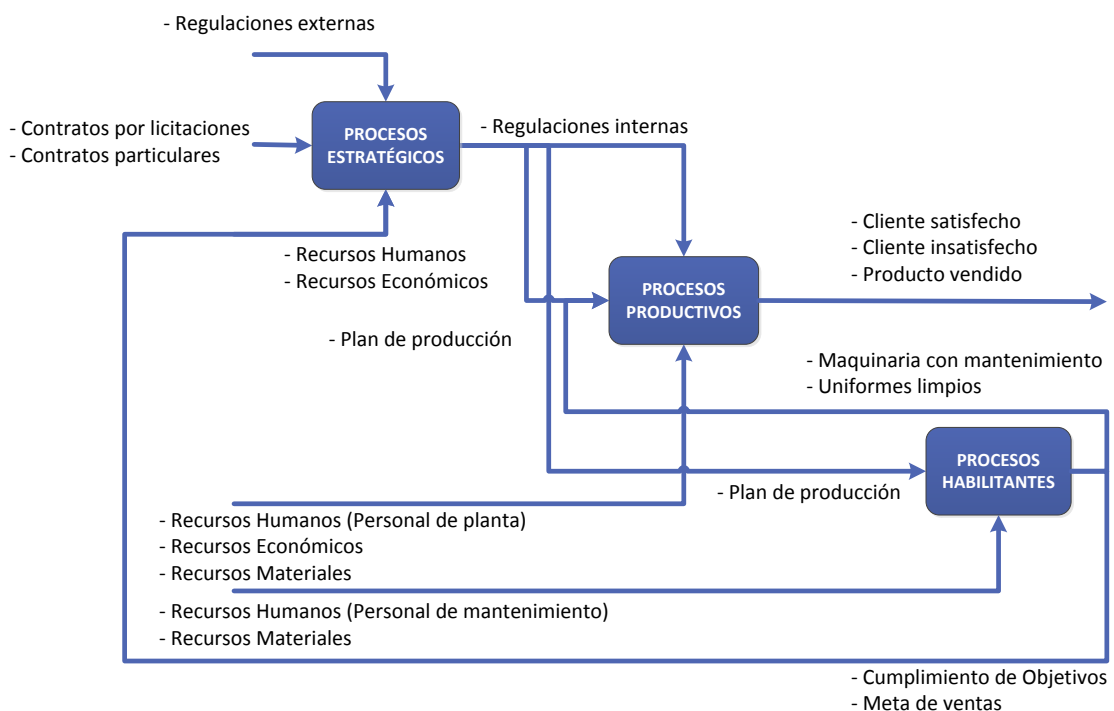 - Regulaciones externas
- Contratos por licitaciones
- Contratos particulares
PROCESOS
ESTRATÉGICOS
- Regulaciones internas
- Recursos Humanos
- Recursos Económicos
- Cliente satisfecho
- Cliente insatisfecho
- Producto vendido
PROCESOS
PRODUCTIVOS
- Plan de producción
- Maquinaria con mantenimiento
- Uniformes limpios
PROCESOS
HABILITANTES
- Plan de producción
- Recursos Humanos (Personal de planta)
- Recursos Económicos
- Recursos Materiales
- Recursos Humanos (Personal de mantenimiento)
- Recursos Materiales
- Cumplimiento de Objetivos
- Meta de ventas